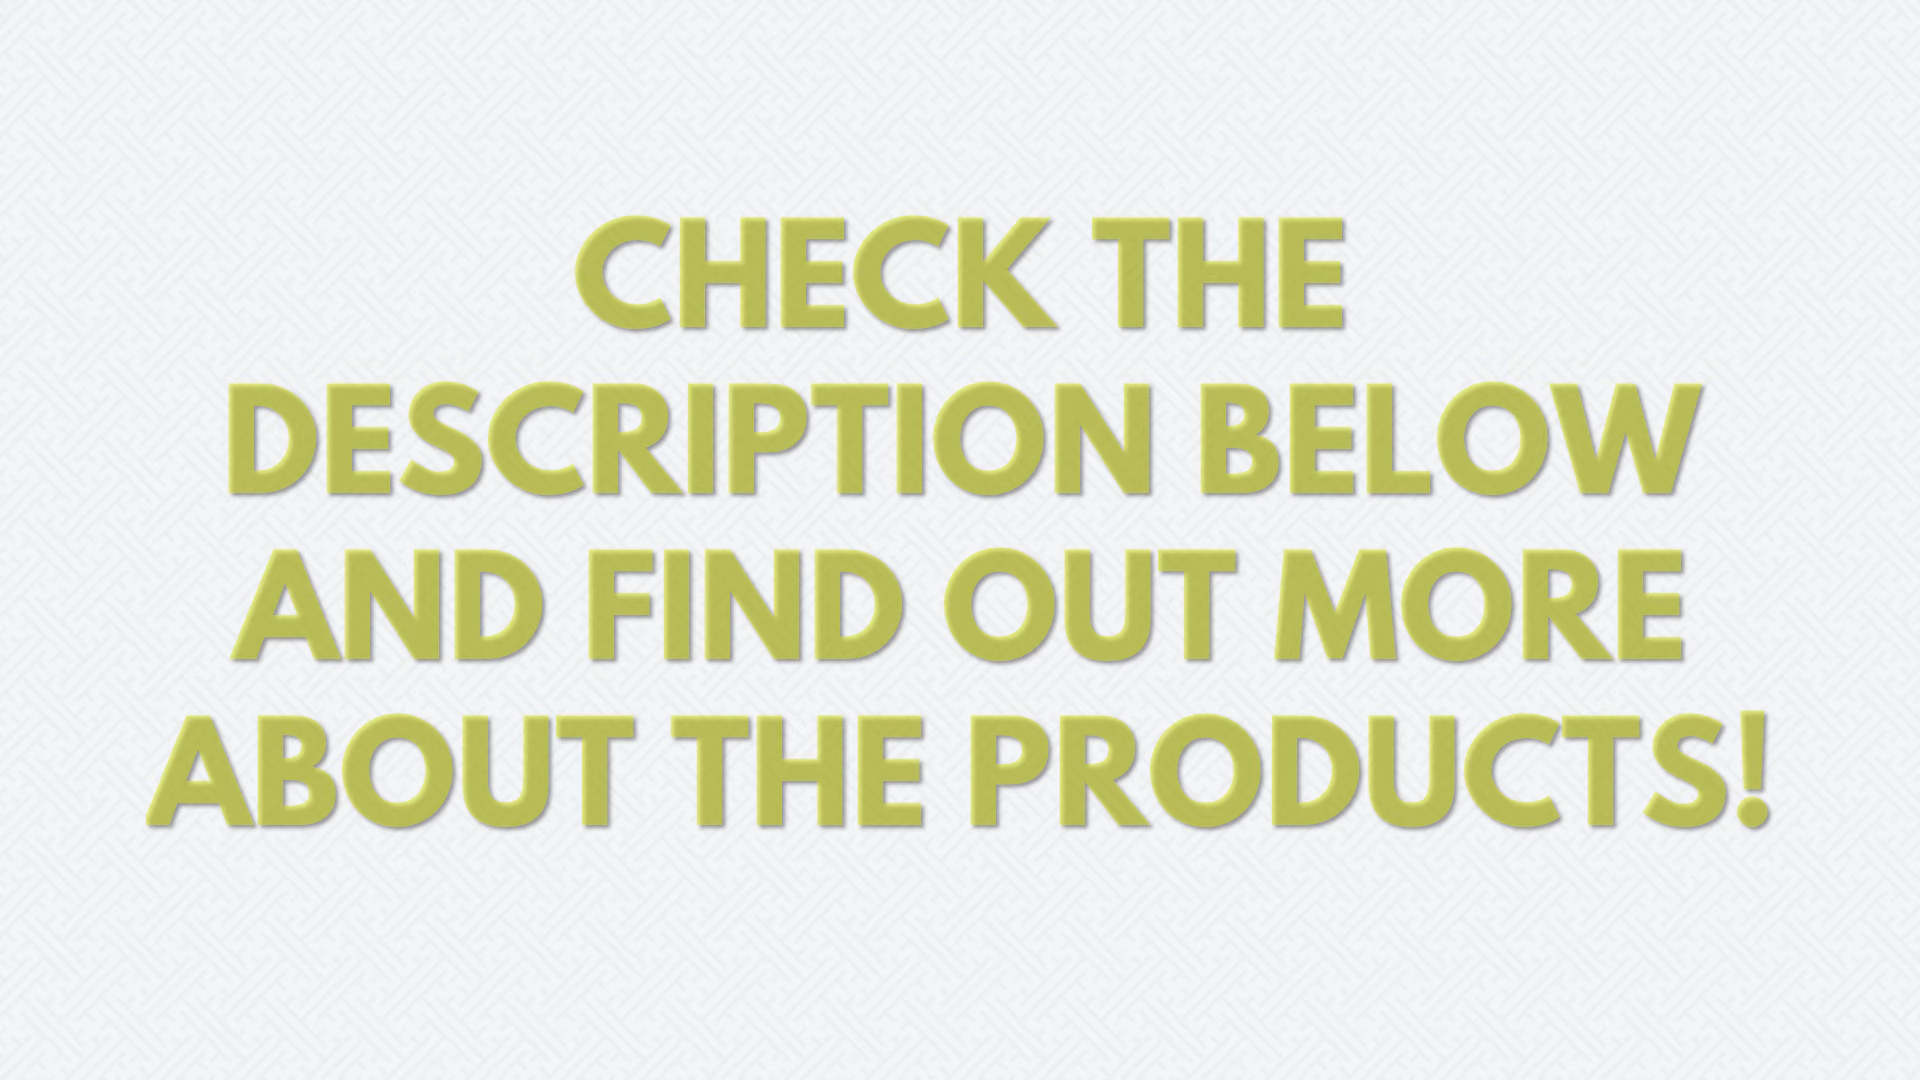 CHECK THE
DESCRIPTION BELOW
AND FIND OUT MORE
ABOUT THE PRODUCTS!